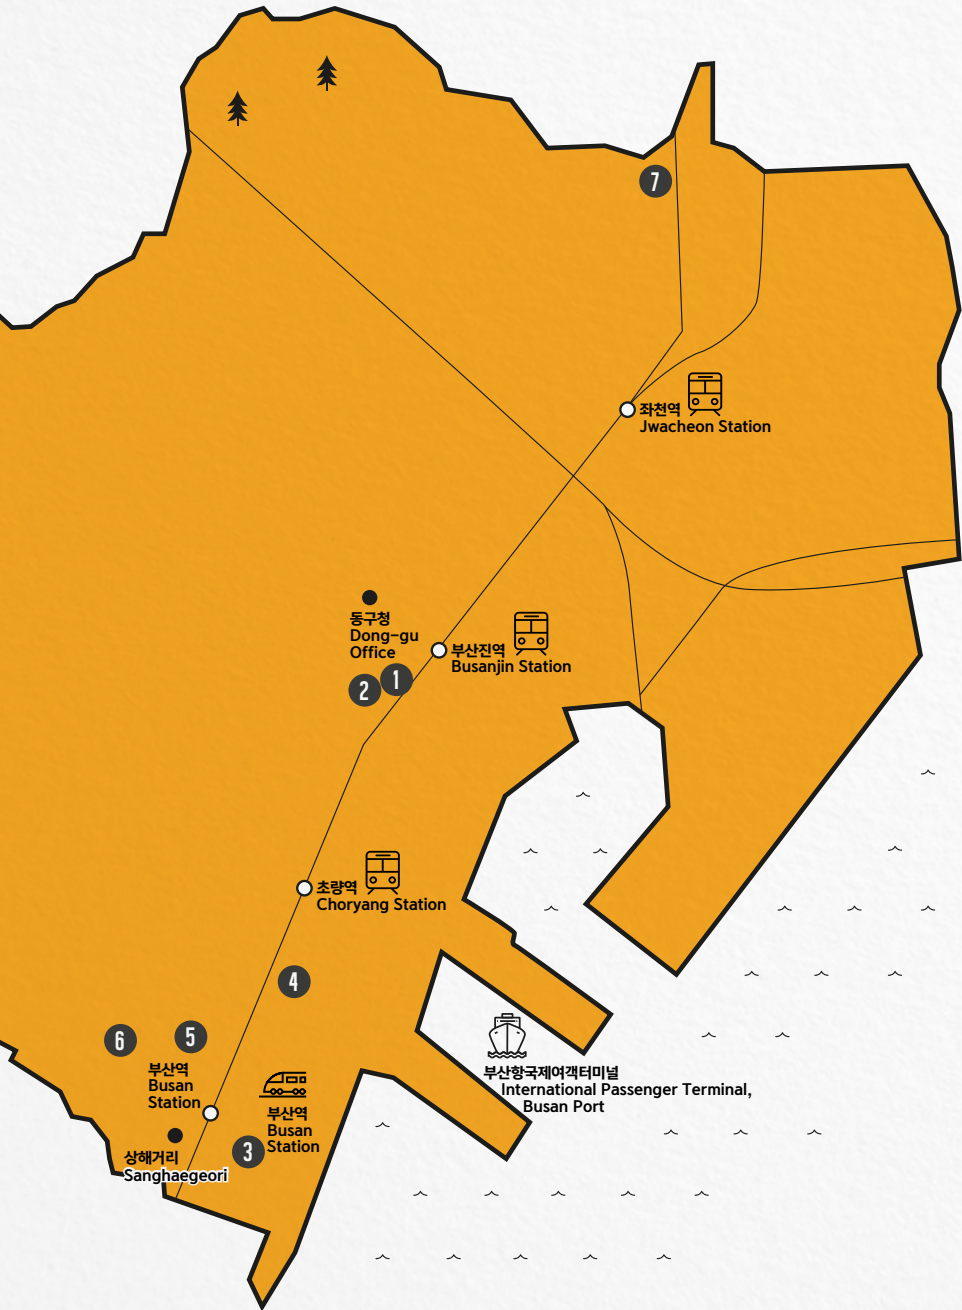 7
좌천역
Jwacheon Station
동구청
Dong-gu
Office
부산진역
Busanjin Station
1
2
초량역
Choryang Station
4
5
6
부산역
Busan
Station
부산역
Busan
Station
3
상해거리
Sanghaegeori
부산항국제여객터미널
International Passenger Terminal,
Busan Port